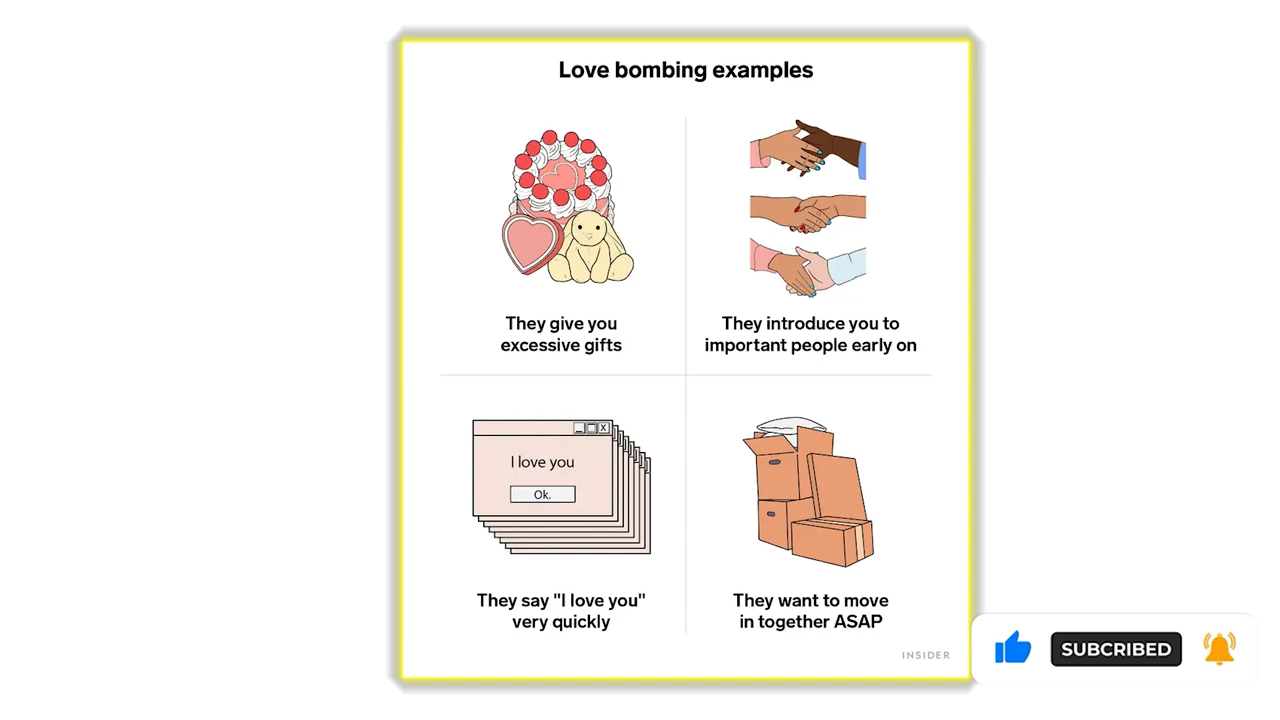 Love bombing examples
They give you
excessive gifts
They introduce you to
important people early on
I love you
Ok.
They say "I love you"
very quickly
They want to move
in together ASAP
INSIDER
SUBCRIBED